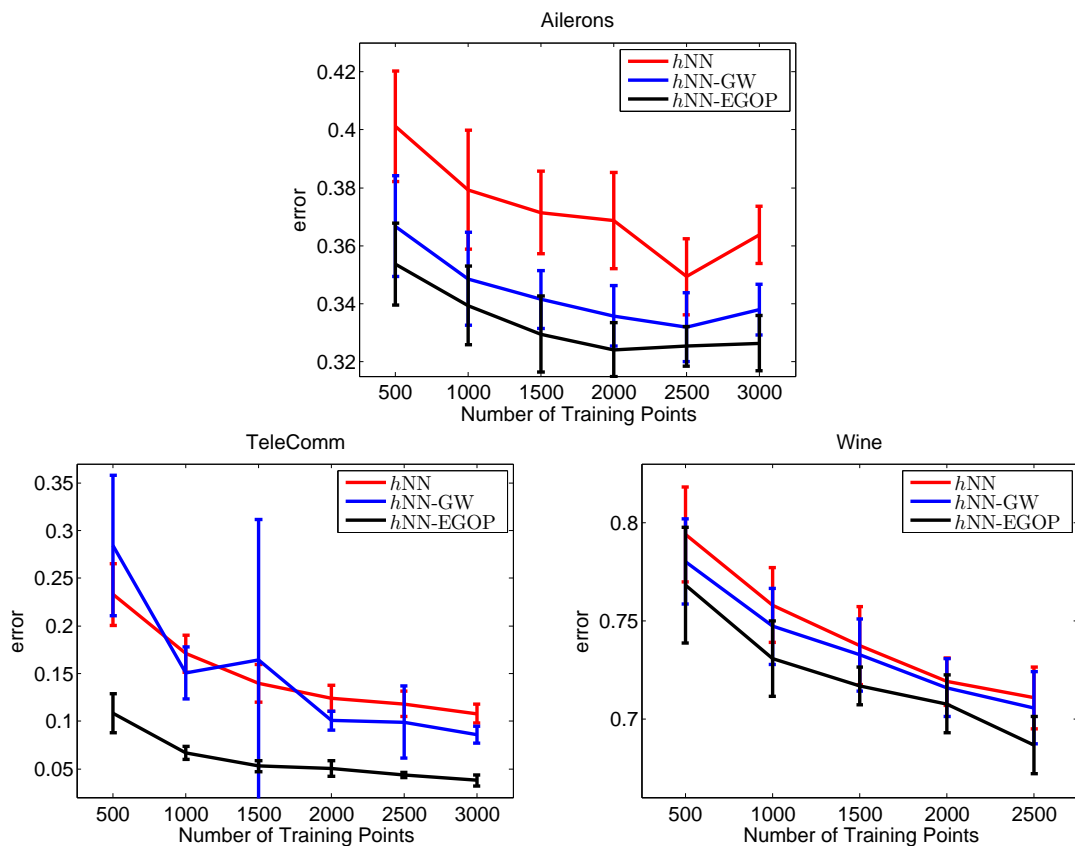 Ailerons
hNN
hNN-GW
hNN-EGOP
0.42
0.4
0.38
0.36
0.34
0.32
error
500 1000 1500 2000 2500 3000
Number of Training Points
TeleComm
hNN
hNN-GW
hNN-EGOP
0.35
0.3
0.25
0.2
0.15
0.1
0.05
error
500 1000 1500 2000 2500 3000
Number of Training Points
Wine
hNN
hNN-GW
hNN-EGOP
0.8
0.75
0.7
error
500 1000 1500 2000 2500
Number of Training Points